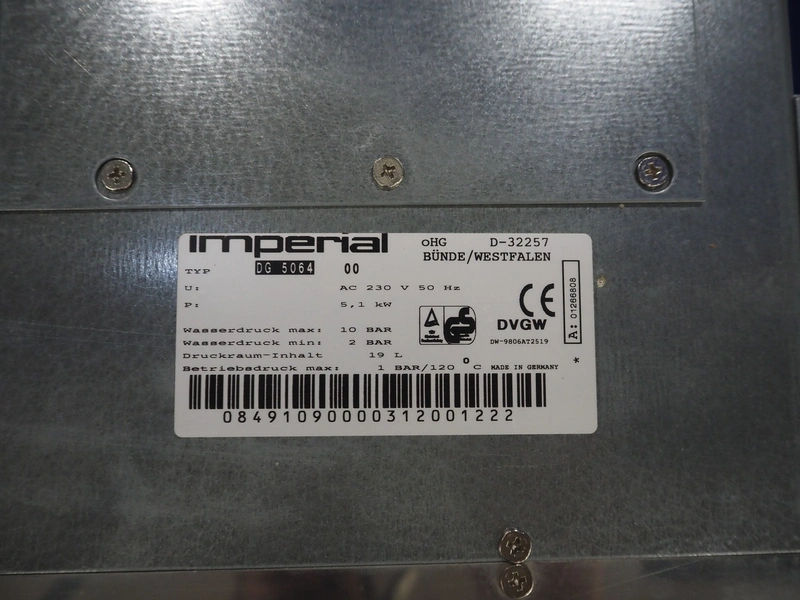 imperial oHG D-32257
BÜNDE/WESTFALEN
TYP DG 5064 00
U: AC 230 V 50 Hz
P: 5,1 kW
Wasserdruck max: 10 BAR
Wasserdruck min: 2 BAR
Druckraum-Inhalt 19 L
Betriebsdruck max: 1 BAR/120°C MADE IN GERMANY *
CE
DVGW
DW-9806AT2519
GS
A: 01266808
08491090000312001222